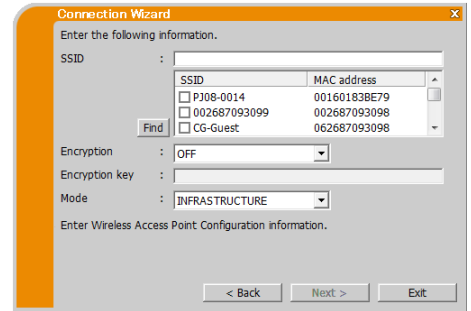 Connection Wizard x
Enter the following information.
SSID :
SSID MAC address
PJ08-0014 00160183BE79
002687093099 002687093098
Find CG-Guest 062687093098
Encryption : OFF
Encryption key :
Mode : INFRASTRUCTURE
Enter Wireless Access Point Configuration information.
< Back Next > Exit